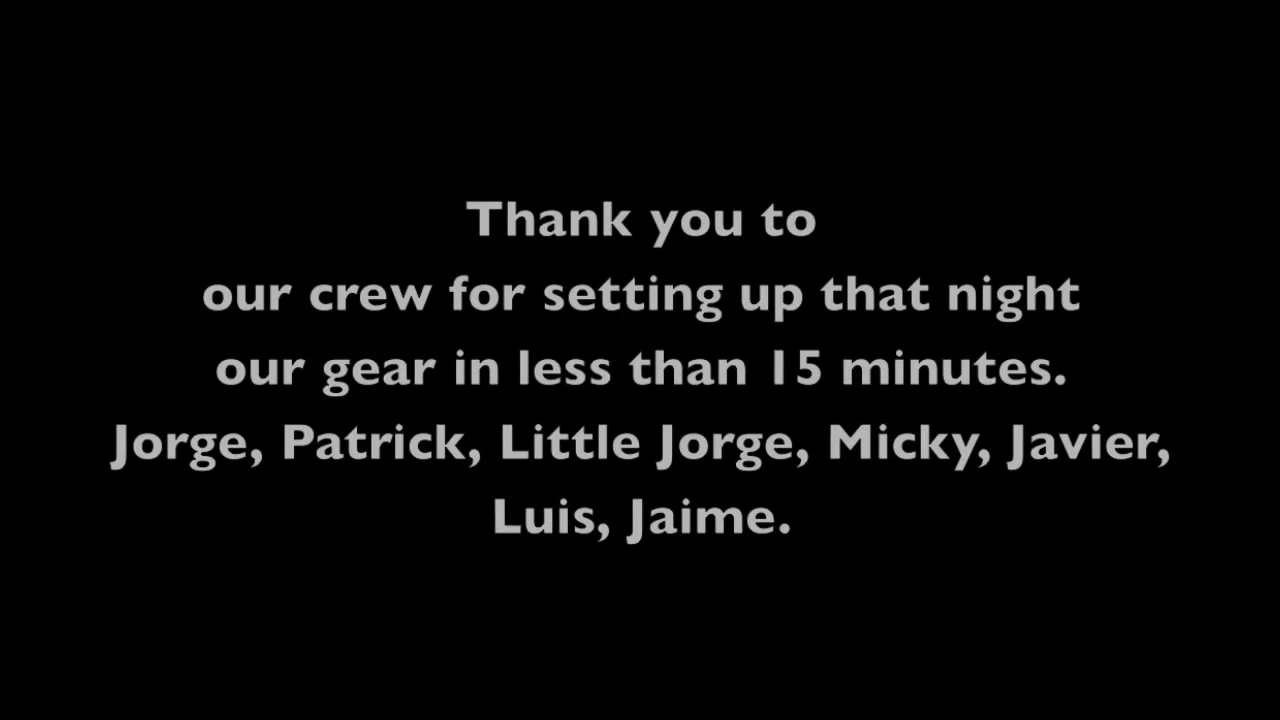 Thank you to
our crew for setting up that night
our gear in less than 15 minutes.
Jorge, Patrick, Little Jorge, Micky, Javier,
Luis, Jaime.